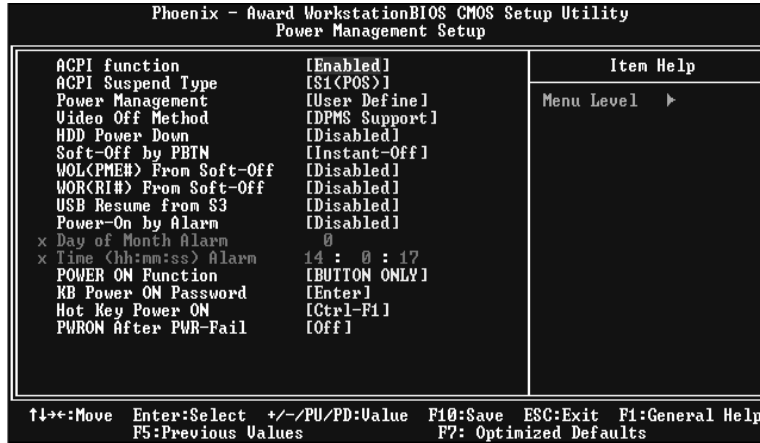 Phoenix - Award WorkstationBIOS CMOS Setup Utility
Power Management Setup
ACPI function [Enabled]
ACPI Suspend Type [S1(POS)]
Power Management [User Define]
Video Off Method [DPMS Support]
HDD Power Down [Disabled]
Soft-Off by PBTN [Instant-Off]
WOL(PME#) From Soft-Off [Disabled]
WOR(RI#) From Soft-Off [Disabled]
USB Resume from S3 [Disabled]
Power-On by Alarm [Disabled]
x Day of Month Alarm 0
x Time (hh:mm:ss) Alarm 14 : 0 : 17
POWER ON Function [BUTTON ONLY]
KB Power ON Password [Enter]
Hot Key Power ON [Ctrl-F1]
PWRON After PWR-Fail [Off]
Item Help
Menu Level ▶
↑↓→←:Move Enter:Select +/-/PU/PD:Value F10:Save ESC:Exit F1:General Help
F5:Previous Values F7: Optimized Defaults